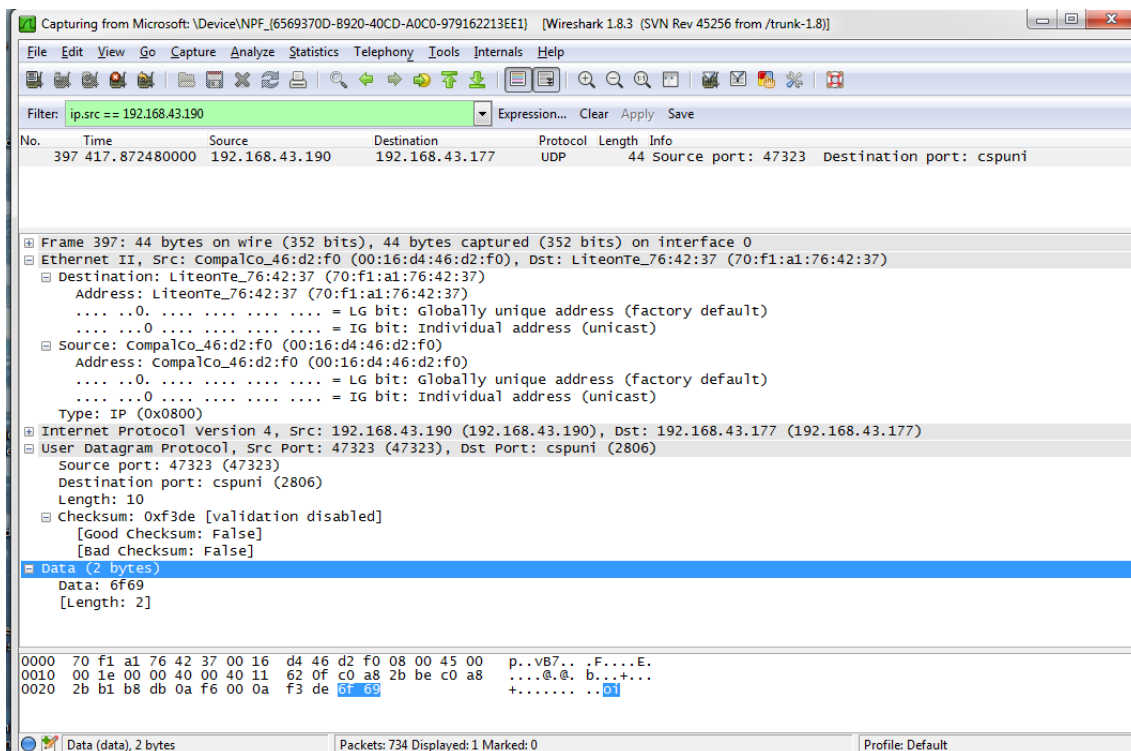 Capturing from Microsoft: \Device\NPF_{6569370D-B920-40CD-A0C0-979162213EE1} [Wireshark 1.8.3 (SVN Rev 45256 from /trunk-1.8)]
File Edit View Go Capture Analyze Statistics Telephony Tools Internals Help
Filter: ip.src == 192.168.43.190 Expression... Clear Apply Save
No. Time Source Destination Protocol Length Info
397 417.872480000 192.168.43.190 192.168.43.177 UDP 44 Source port: 47323 Destination port: cspuni
Frame 397: 44 bytes on wire (352 bits), 44 bytes captured (352 bits) on interface 0
Ethernet II, Src: CompalCo_46:d2:f0 (00:16:d4:46:d2:f0), Dst: LiteonTe_76:42:37 (70:f1:a1:76:42:37)
Destination: LiteonTe_76:42:37 (70:f1:a1:76:42:37)
Address: LiteonTe_76:42:37 (70:f1:a1:76:42:37)
.... ..0. .... .... .... .... = LG bit: Globally unique address (factory default)
.... ...0 .... .... .... .... = IG bit: Individual address (unicast)
Source: CompalCo_46:d2:f0 (00:16:d4:46:d2:f0)
Address: CompalCo_46:d2:f0 (00:16:d4:46:d2:f0)
.... ..0. .... .... .... .... = LG bit: Globally unique address (factory default)
.... ...0 .... .... .... .... = IG bit: Individual address (unicast)
Type: IP (0x0800)
Internet Protocol Version 4, Src: 192.168.43.190 (192.168.43.190), Dst: 192.168.43.177 (192.168.43.177)
User Datagram Protocol, Src Port: 47323 (47323), Dst Port: cspuni (2806)
Source port: 47323 (47323)
Destination port: cspuni (2806)
Length: 10
Checksum: 0xf3de [validation disabled]
[Good Checksum: False]
[Bad Checksum: False]
Data (2 bytes)
Data: 6f69
[Length: 2]
0000 70 f1 a1 76 42 37 00 16 d4 46 d2 f0 08 00 45 00 p..vB7.. .F....E.
0010 00 1e 00 00 40 00 40 11 62 0f c0 a8 2b be c0 a8 ....@.@. b...+...
0020 2b b1 b8 db 0a f6 00 0a f3 de 6f 69 +....... ..oi
Data (data), 2 bytes Packets: 734 Displayed: 1 Marked: 0 Profile: Default